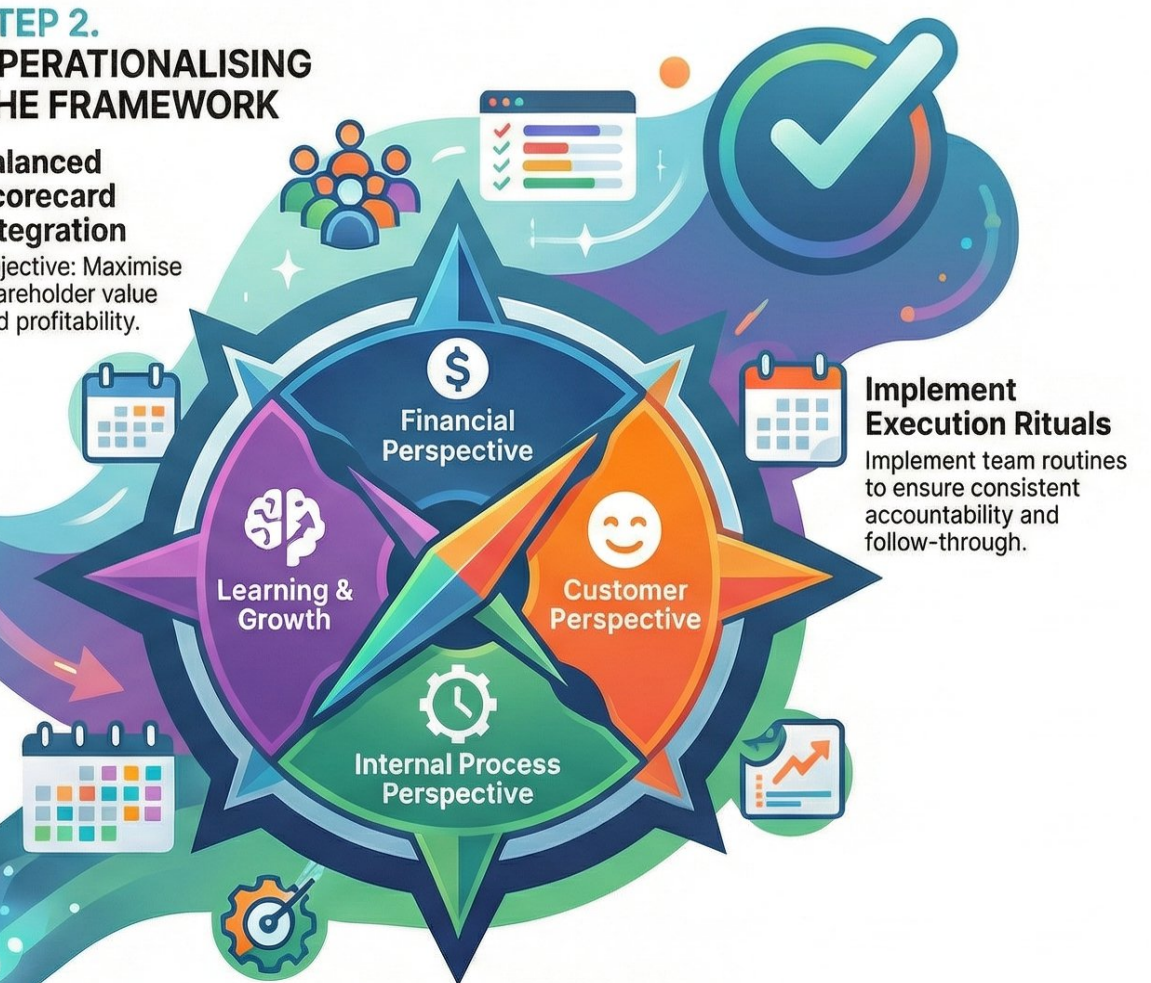 TEP 2.
PERATIONALISING
HE FRAMEWORK
alanced
corecard
tegration
jective: Maximise
areholder value
d profitability.
Financial
Perspective
Learning &
Growth
Customer
Perspective
Internal Process
Perspective
Implement
Execution Rituals
Implement team routines
to ensure consistent
accountability and
follow-through.